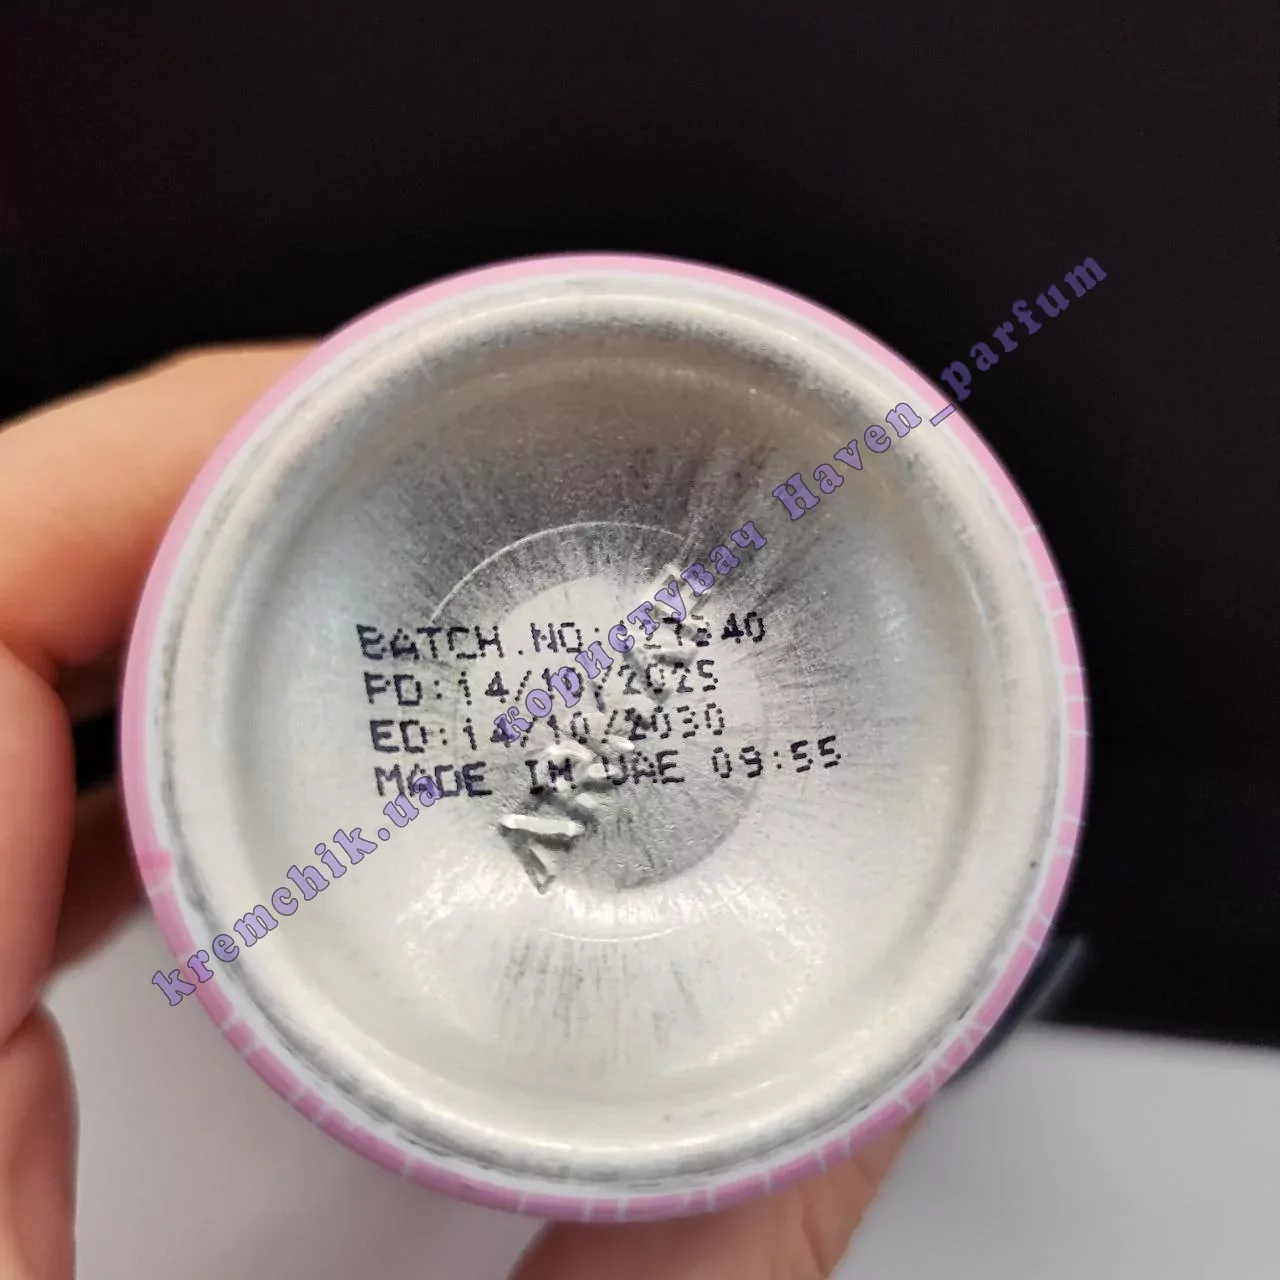 BATCH.NO:
PD:14/10/2025
ED:14/10/2030
MADE IN UAE 09:55
kremchik.ua користувач Haven_parfum